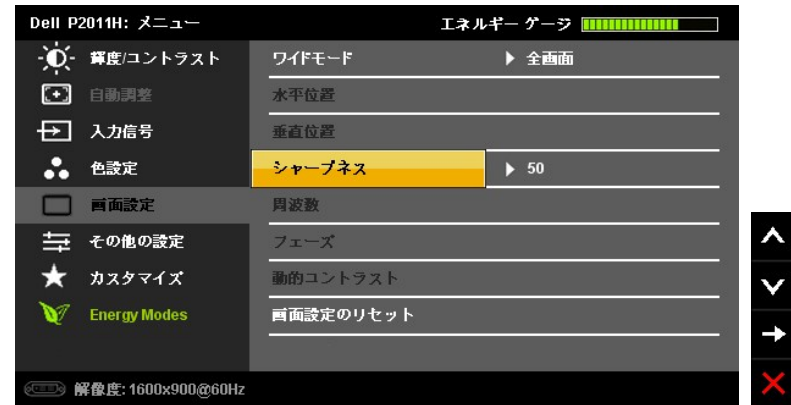 Dell P2011H: メニュー
エネルギー ゲージ
輝度/コントラスト
自動調整
入力信号
色設定
画面設定
その他の設定
カスタマイズ
Energy Modes
ワイドモード
全画面
水平位置
垂直位置
シャープネス
50
周波数
フェーズ
動的コントラスト
画面設定のリセット
解像度: 1600x900@60Hz